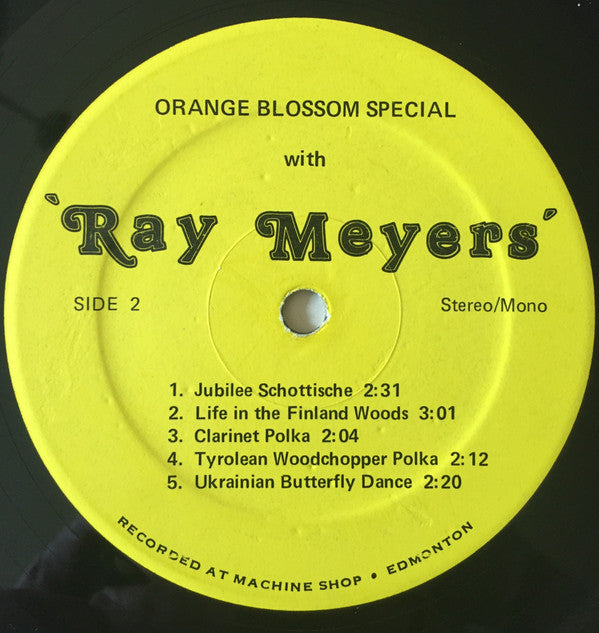 ORANGE BLOSSOM SPECIAL
with
'Ray Meyers'
SIDE 2
Stereo/Mono
1. Jubilee Schottische 2:31
2. Life in the Finland Woods 3:01
3. Clarinet Polka 2:04
4. Tyrolean Woodchopper Polka 2:12
5. Ukrainian Butterfly Dance 2:20
RECORDED AT MACHINE SHOP • EDMONTON